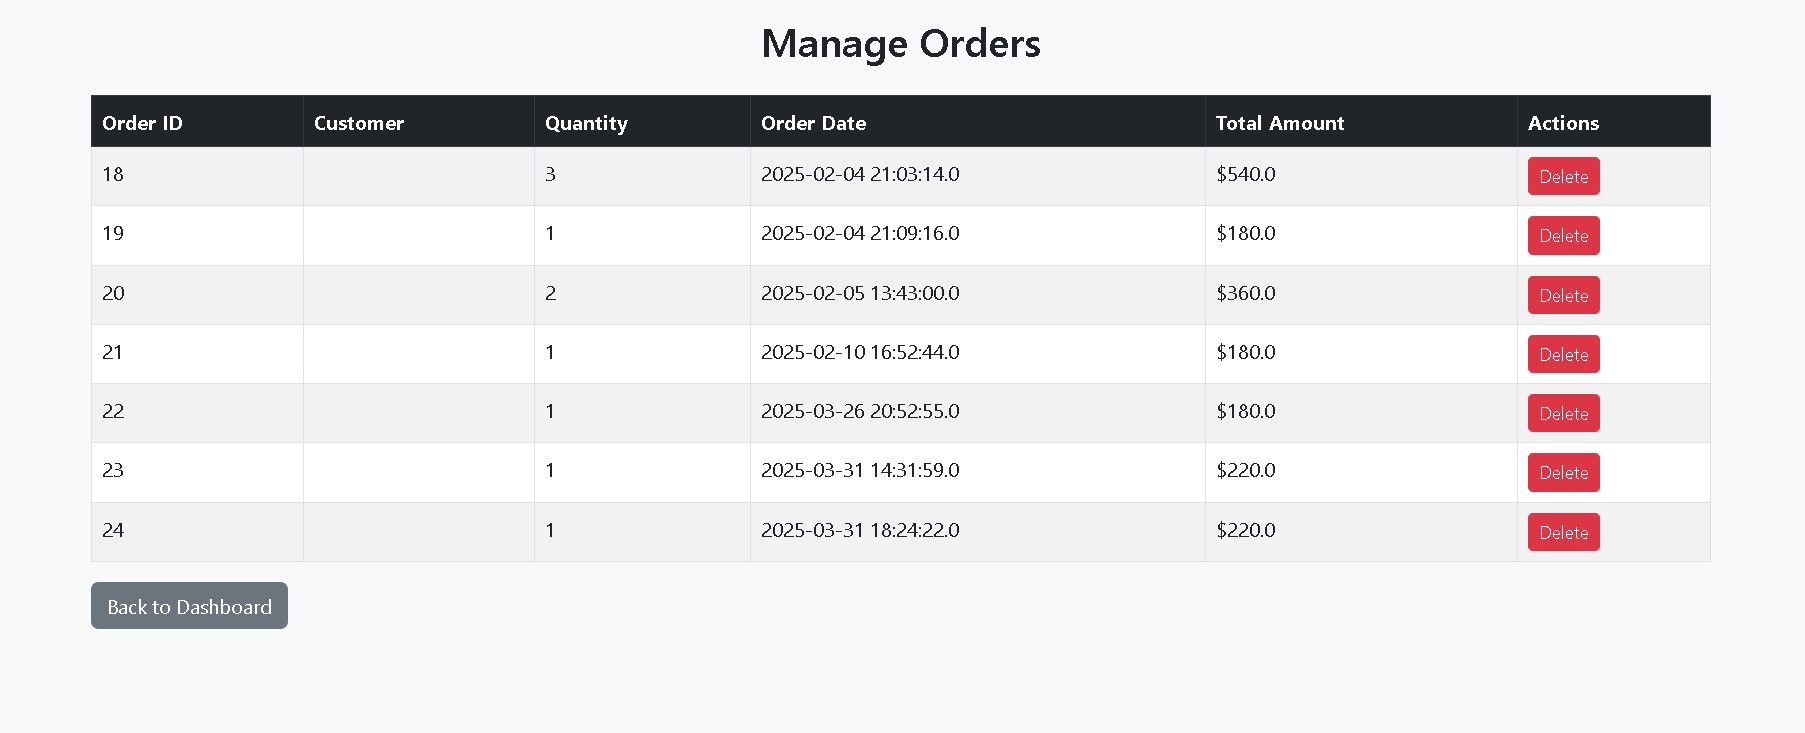 Manage Orders
Order ID Customer Quantity Order Date Total Amount Actions
18 3 2025-02-04 21:03:14.0 $540.0 Delete
19 1 2025-02-04 21:09:16.0 $180.0 Delete
20 2 2025-02-05 13:43:00.0 $360.0 Delete
21 1 2025-02-10 16:52:44.0 $180.0 Delete
22 1 2025-03-26 20:52:55.0 $180.0 Delete
23 1 2025-03-31 14:31:59.0 $220.0 Delete
24 1 2025-03-31 18:24:22.0 $220.0 Delete
Back to Dashboard